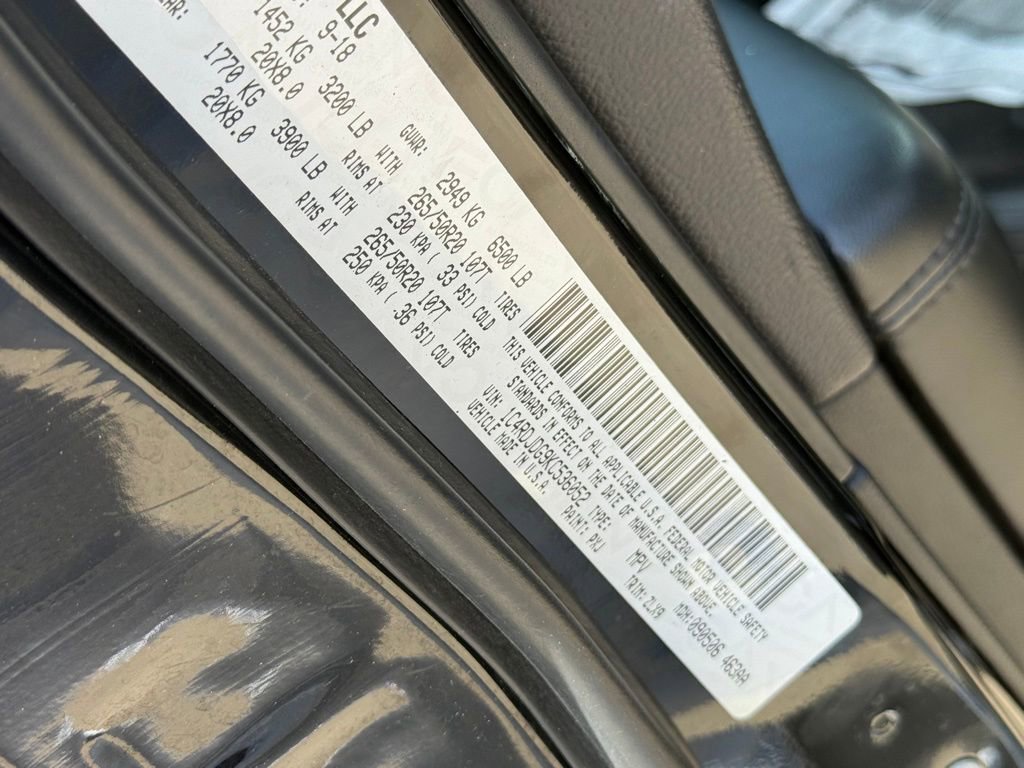 LLC
9-18 GVWR: 2949 KG 6500 LB
1452 KG 3200 LB WITH 265/50R20 107T TIRES
20X8.0 RIMS AT 230 KPA( 33 PSI) COLD
REAR:
1770 KG 3900 LB WITH 265/50R20 107T TIRES
20X8.0 RIMS AT 250 KPA( 36 PSI) COLD
THIS VEHICLE CONFORMS TO ALL APPLICABLE U.S.A. FEDERAL MOTOR VEHICLE SAFETY
STANDARDS IN EFFECT ON THE DATE OF MANUFACTURE SHOWN ABOVE.
VIN: 1C4RDJDG9KC536052 TYPE: MPV MDH:090506 463AA
VEHICLE MADE IN U.S.A. PAINT: PXJ TRIM: ZLX9